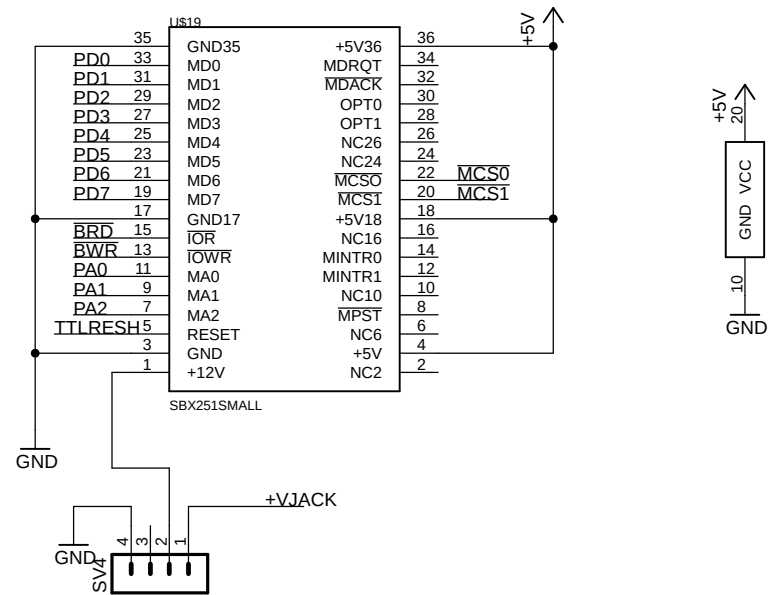 U$19
35 GND35 +5V36 36 +5V
PD0 33 MD0 MDRQT 34
PD1 31 MD1 MDACK 32
PD2 29 MD2 OPT0 30
PD3 27 MD3 OPT1 28
PD4 25 MD4 NC26 26
PD5 23 MD5 NC24 24
PD6 21 MD6 MCSO 22 MCS0
PD7 19 MD7 MCS1 20 MCS1
17 GND17 +5V18 18
BRD 15 IOR NC16 16
BWR 13 IOWR MINTR0 14
PA0 11 MA0 MINTR1 12
PA1 9 MA1 NC10 10
PA2 7 MA2 MPST 8
TTLRESH 5 RESET NC6 6
3 GND +5V 4
1 +12V NC2 2
SBX251SMALL
GND
+VJACK
GND
SV4
4 3 2 1
+5V
20
GND VCC
10
GND